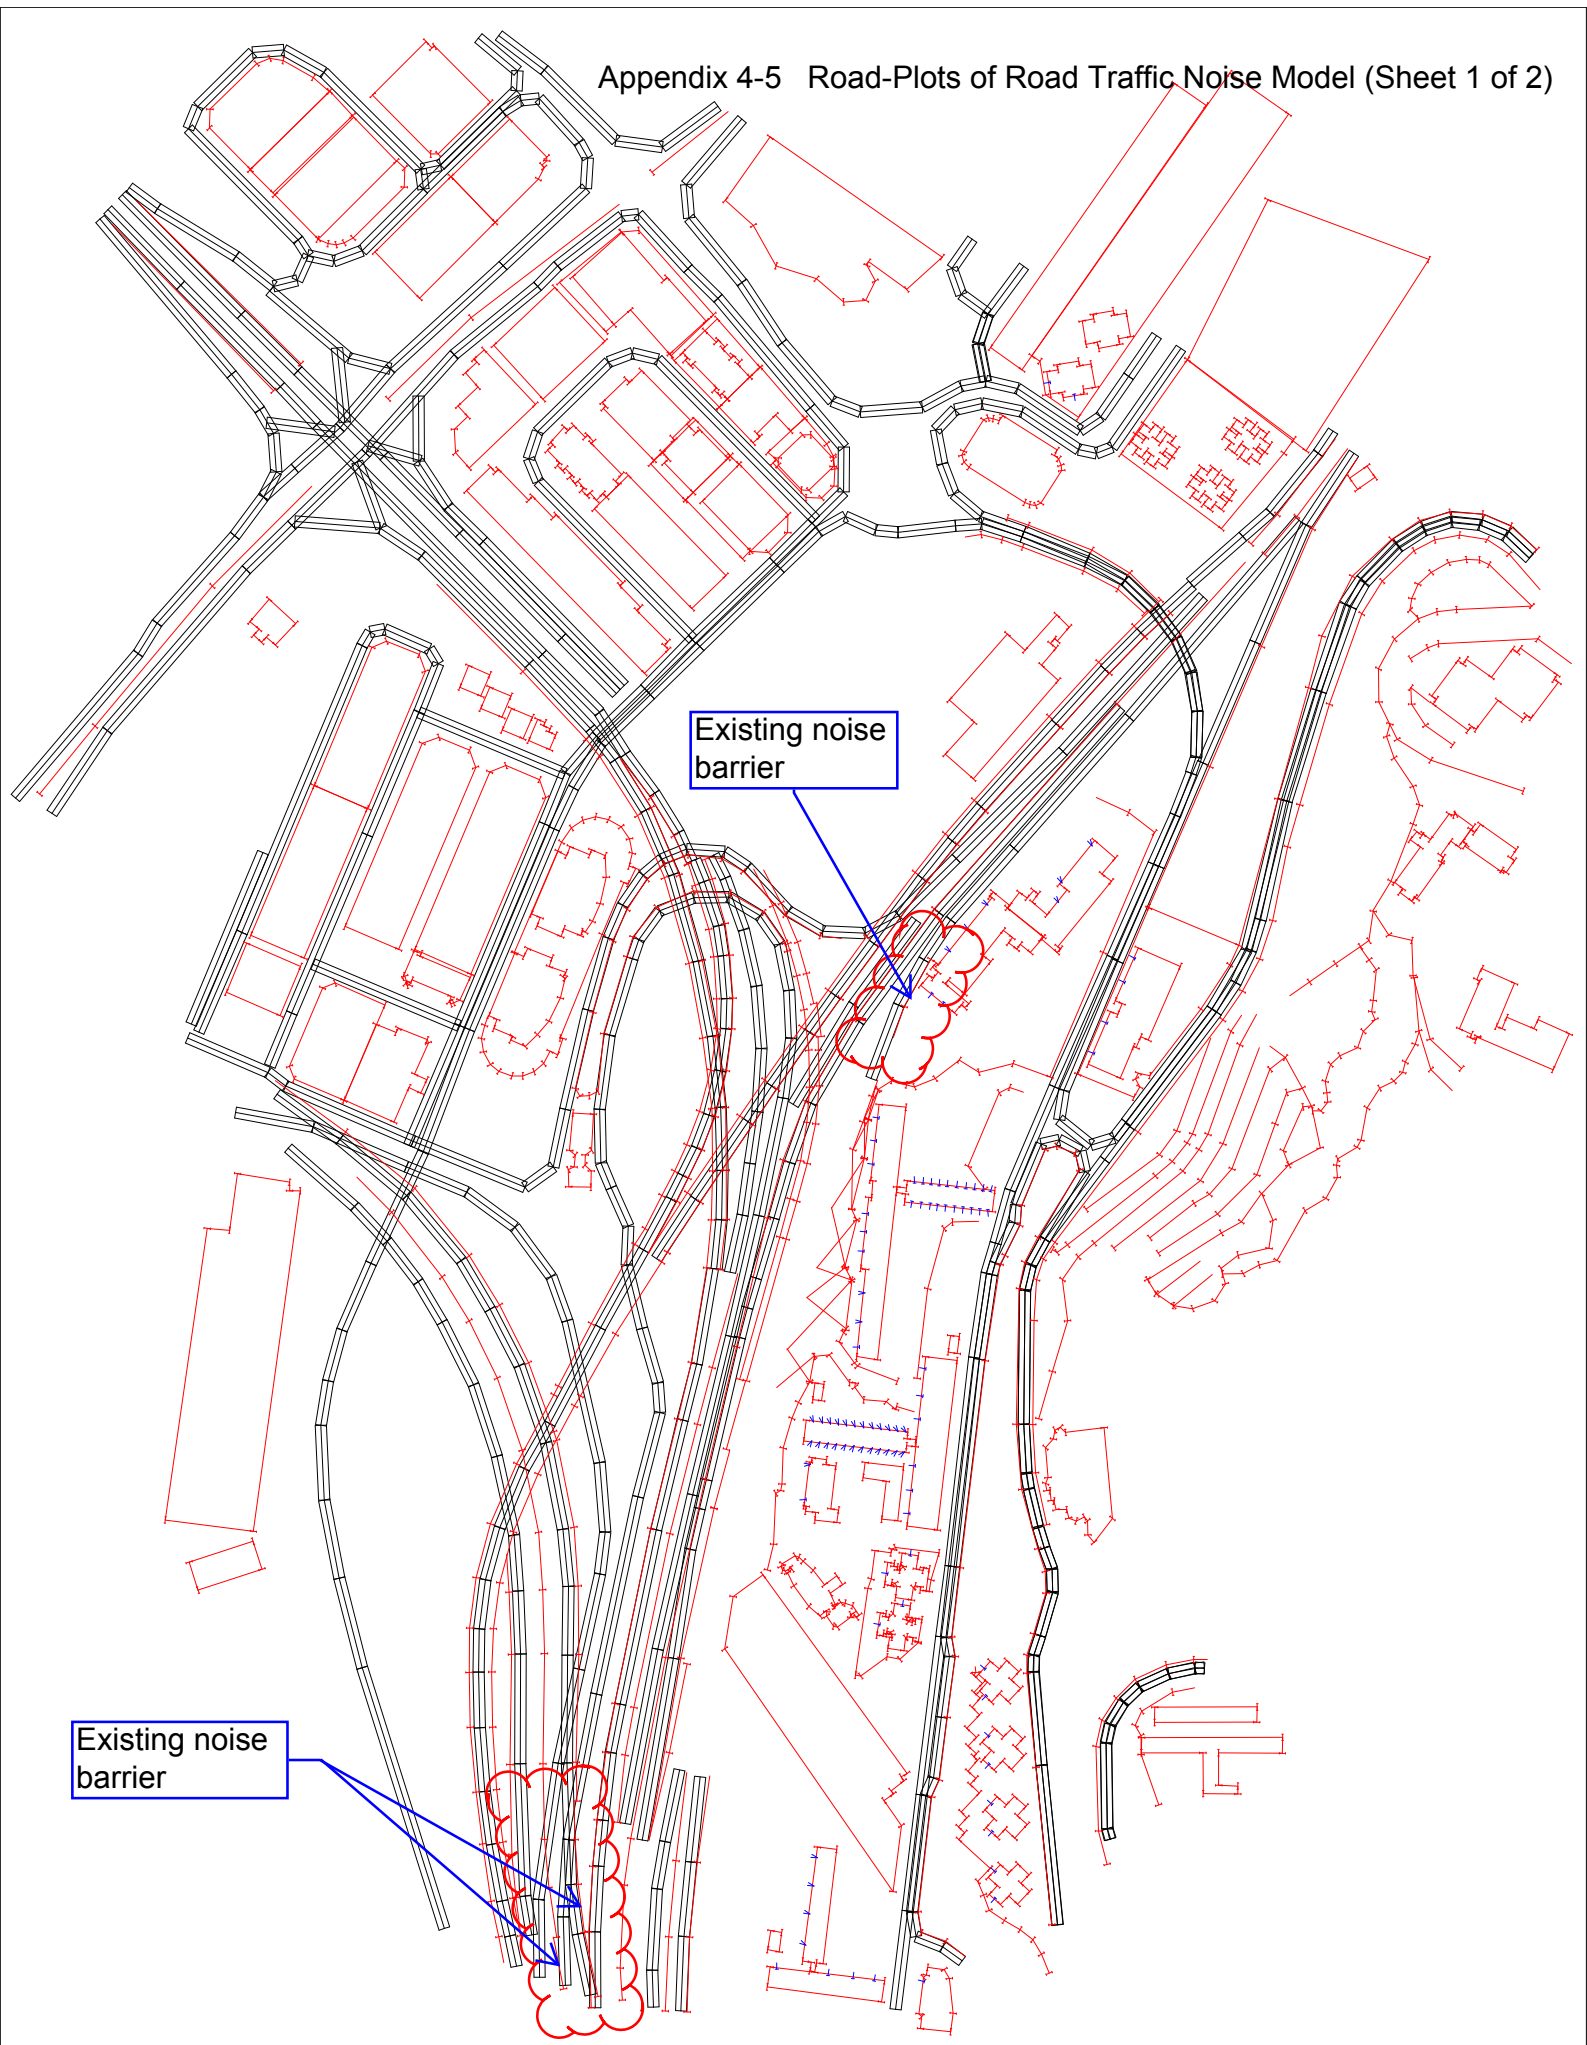 Appendix 4-5   Road-Plots of Road Traffic Noise Model (Sheet 1 of 2)
Existing noise
barrier
Existing noise
barrier